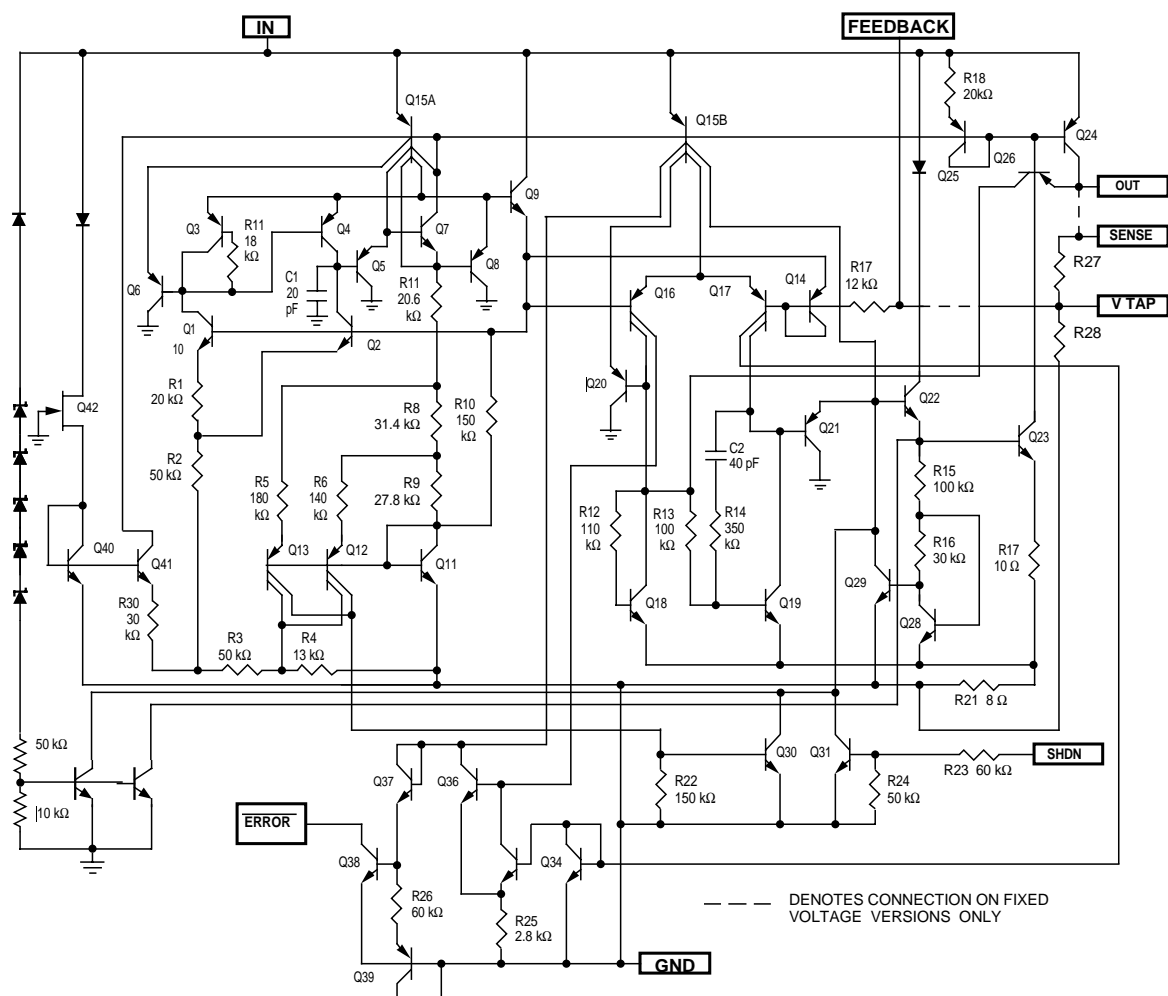 IN
FEEDBACK
R18
20kΩ
Q15A
Q15B
Q24
Q26
Q25
OUT
Q9
Q3
R11
18
kΩ
Q4
Q7
SENSE
R27
Q5
Q8
R11
20.6
kΩ
C1
20
pF
Q6
Q16
Q17
Q14
R17
12 kΩ
V TAP
Q1
10
Q2
R28
R1
20 kΩ
Q20
Q42
R8
31.4 kΩ
R10
150
kΩ
Q22
Q21
Q23
R2
50 kΩ
C2
40 pF
R5
180
kΩ
R6
140
kΩ
R9
27.8 kΩ
R15
100 kΩ
R12
110
kΩ
R13
100
kΩ
R14
350
kΩ
R16
30 kΩ
R17
10 Ω
Q40
Q41
Q13
Q12
Q11
Q29
Q18
Q19
Q28
R30
30
kΩ
R3
50 kΩ
R4
13 kΩ
R21 8 Ω
50 kΩ
10 kΩ
Q30
Q31
SHDN
R23 60 kΩ
R22
150 kΩ
R24
50 kΩ
Q37
Q36
ERROR
Q38
Q34
R26
60 kΩ
R25
2.8 kΩ
DENOTES CONNECTION ON FIXED
VOLTAGE VERSIONS ONLY
GND
Q39